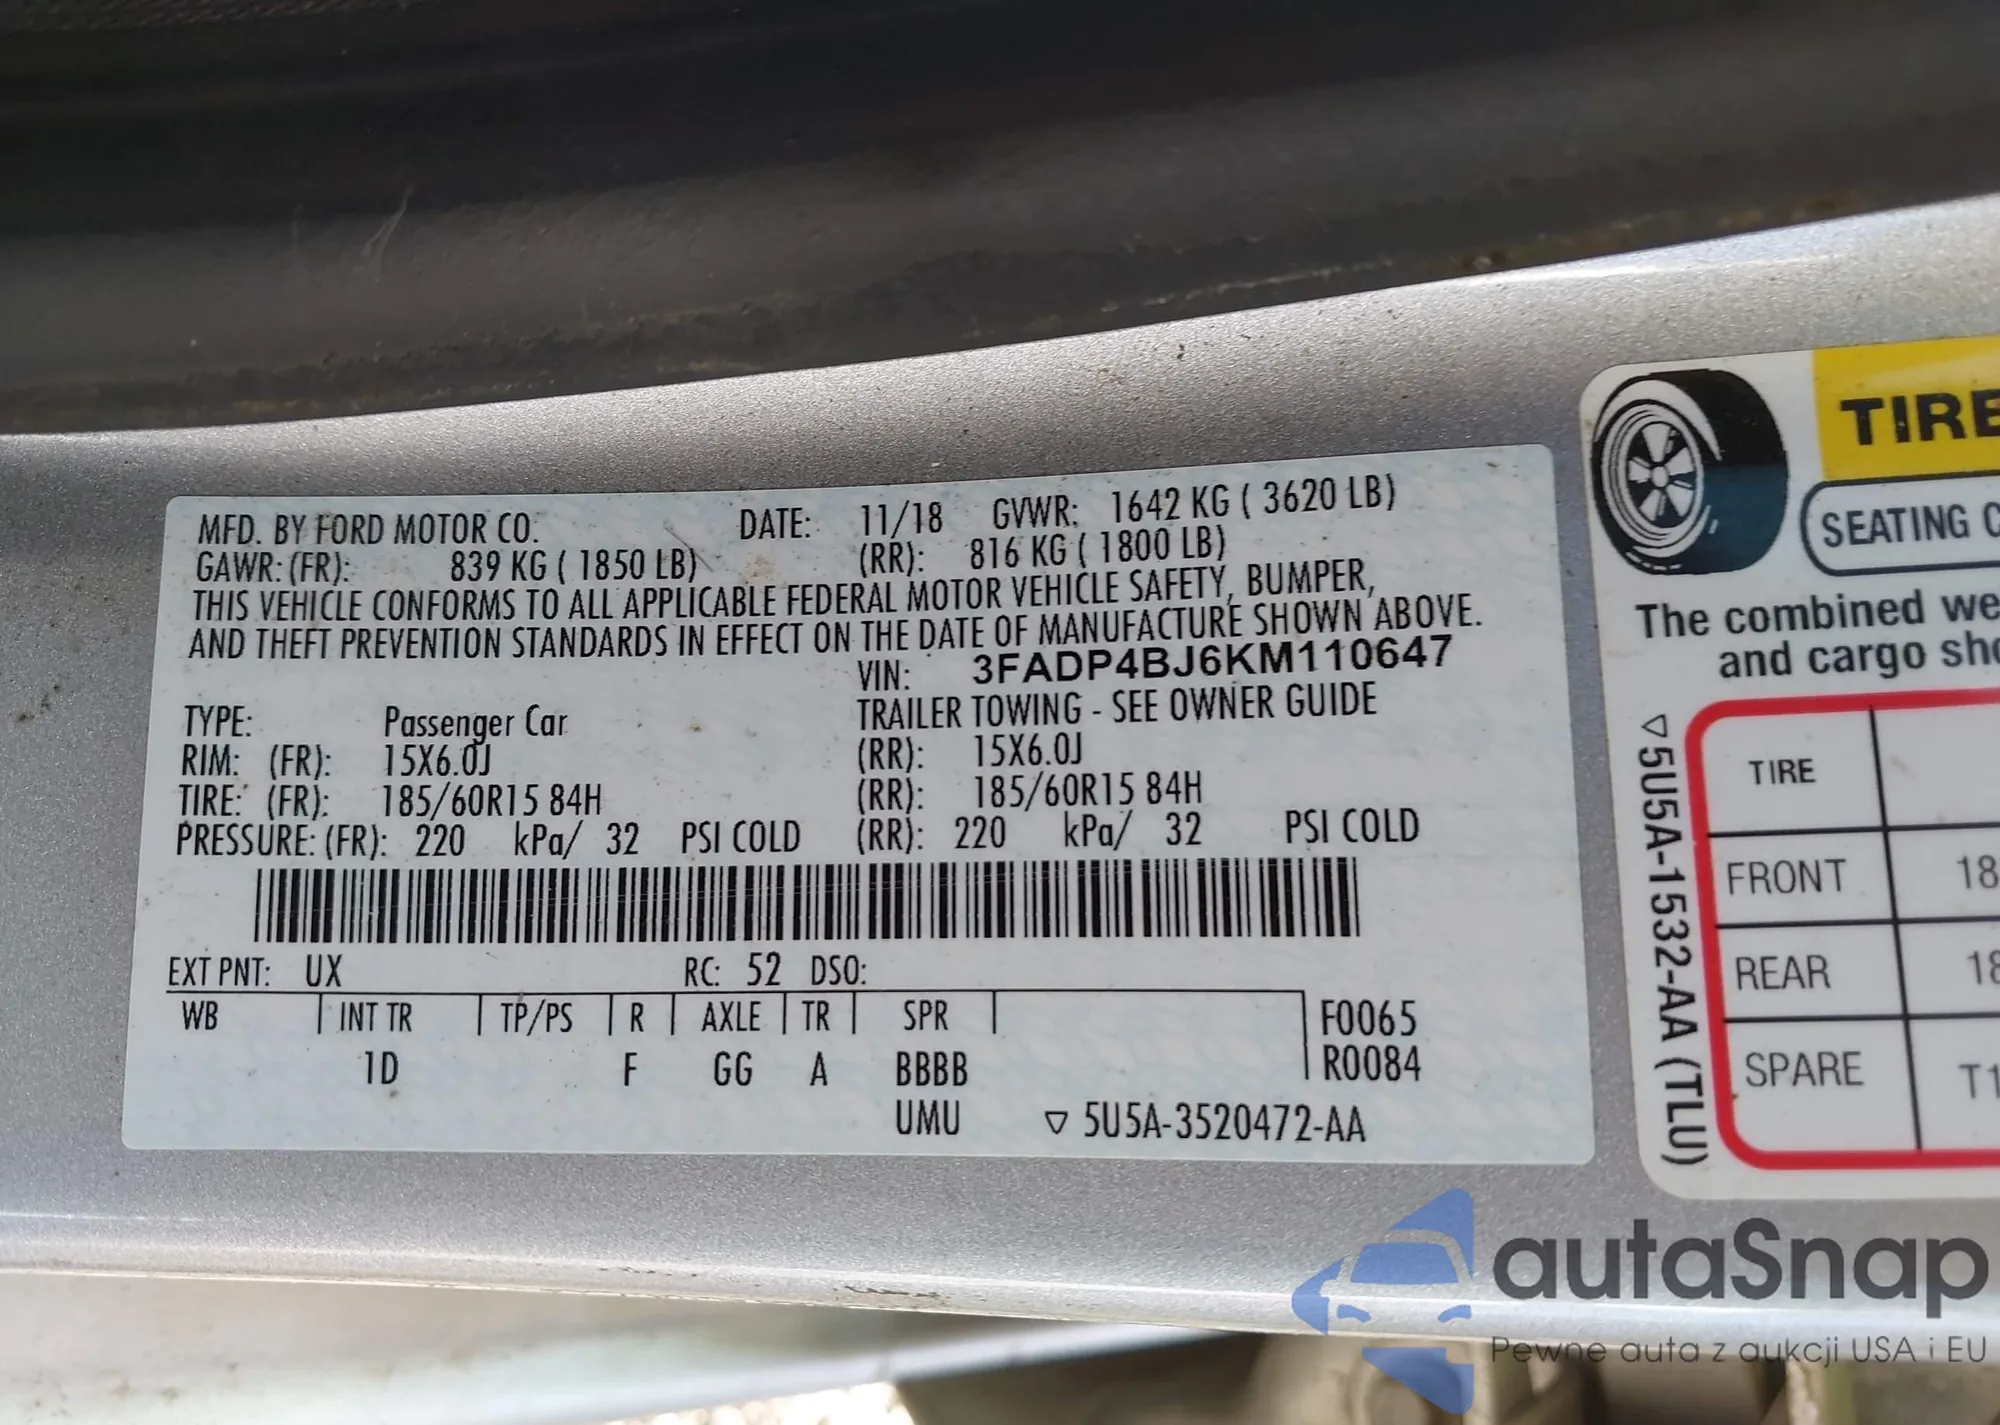 MFD. BY FORD MOTOR CO. DATE: 11/18 GVWR: 1642 KG ( 3620 LB)
GAWR: (FR): 839 KG ( 1850 LB) (RR): 816 KG ( 1800 LB)
THIS VEHICLE CONFORMS TO ALL APPLICABLE FEDERAL MOTOR VEHICLE SAFETY, BUMPER,
AND THEFT PREVENTION STANDARDS IN EFFECT ON THE DATE OF MANUFACTURE SHOWN ABOVE.
VIN: 3FADP4BJ6KM110647
TYPE: Passenger Car TRAILER TOWING - SEE OWNER GUIDE
RIM: (FR): 15X6.0J (RR): 15X6.0J
TIRE: (FR): 185/60R15 84H (RR): 185/60R15 84H
PRESSURE: (FR): 220 kPa/ 32 PSI COLD (RR): 220 kPa/ 32 PSI COLD
EXT PNT: UX RC: 52 DSO:
WB INT TR TP/PS R AXLE TR SPR F0065
1D F GG A BBBB R0084
UMU ▽ 5U5A-3520472-AA
TIRE
SEATING C
The combined we
and cargo sho
▽5U5A-1532-AA (TLU)
TIRE
FRONT 18
REAR 18
SPARE T1
autaSnap
Pewne auta z aukcji USA i EU